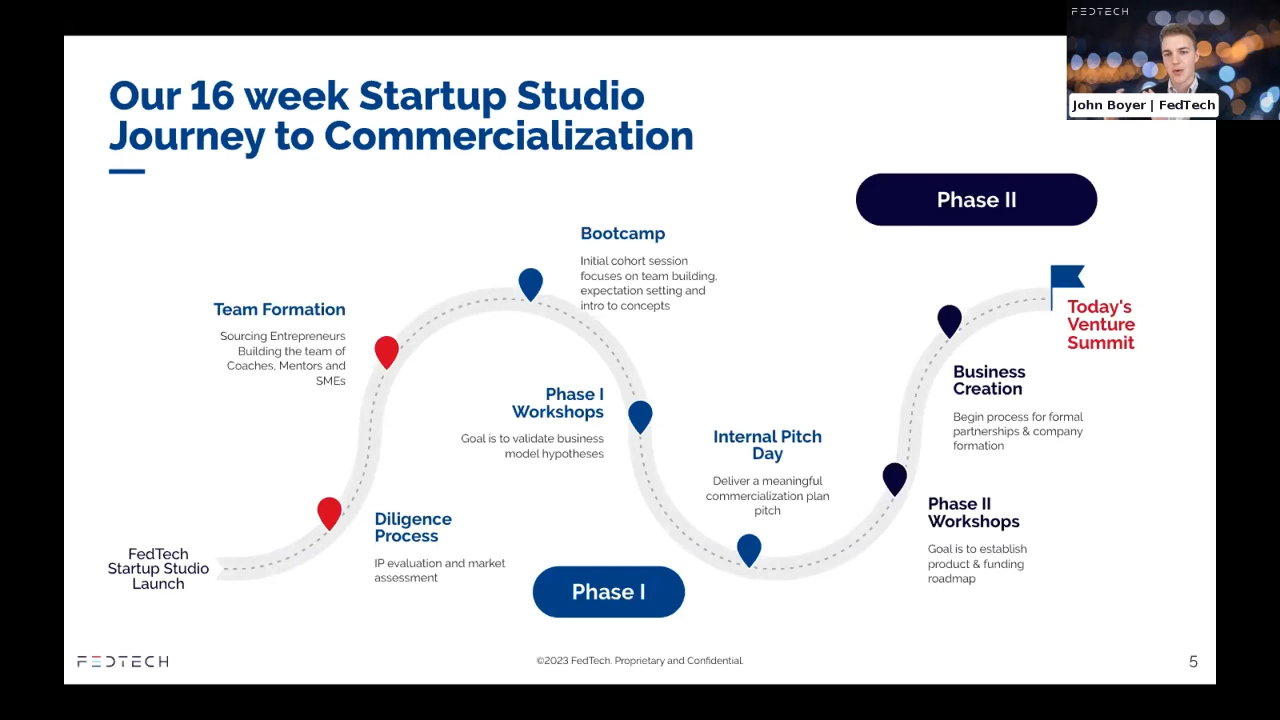 FEDTECH
John Boyer | FedTech
Our 16 week Startup Studio
Journey to Commercialization
Phase II
Bootcamp
Initial cohort session
focuses on team building,
expectation setting and
intro to concepts
Team Formation
Sourcing Entrepreneurs
Building the team of
Coaches, Mentors and
SMEs
Today's
Venture
Summit
Business
Creation
Begin process for formal
partnerships & company
formation
Phase I
Workshops
Goal is to validate business
model hypotheses
Internal Pitch
Day
Deliver a meaningful
commercialization plan
pitch
Phase II
Workshops
Goal is to establish
product & funding
roadmap
Diligence
Process
IP evaluation and market
assessment
FedTech
Startup Studio
Launch
Phase I
FEDTECH
©2023 FedTech. Proprietary and Confidential.
5